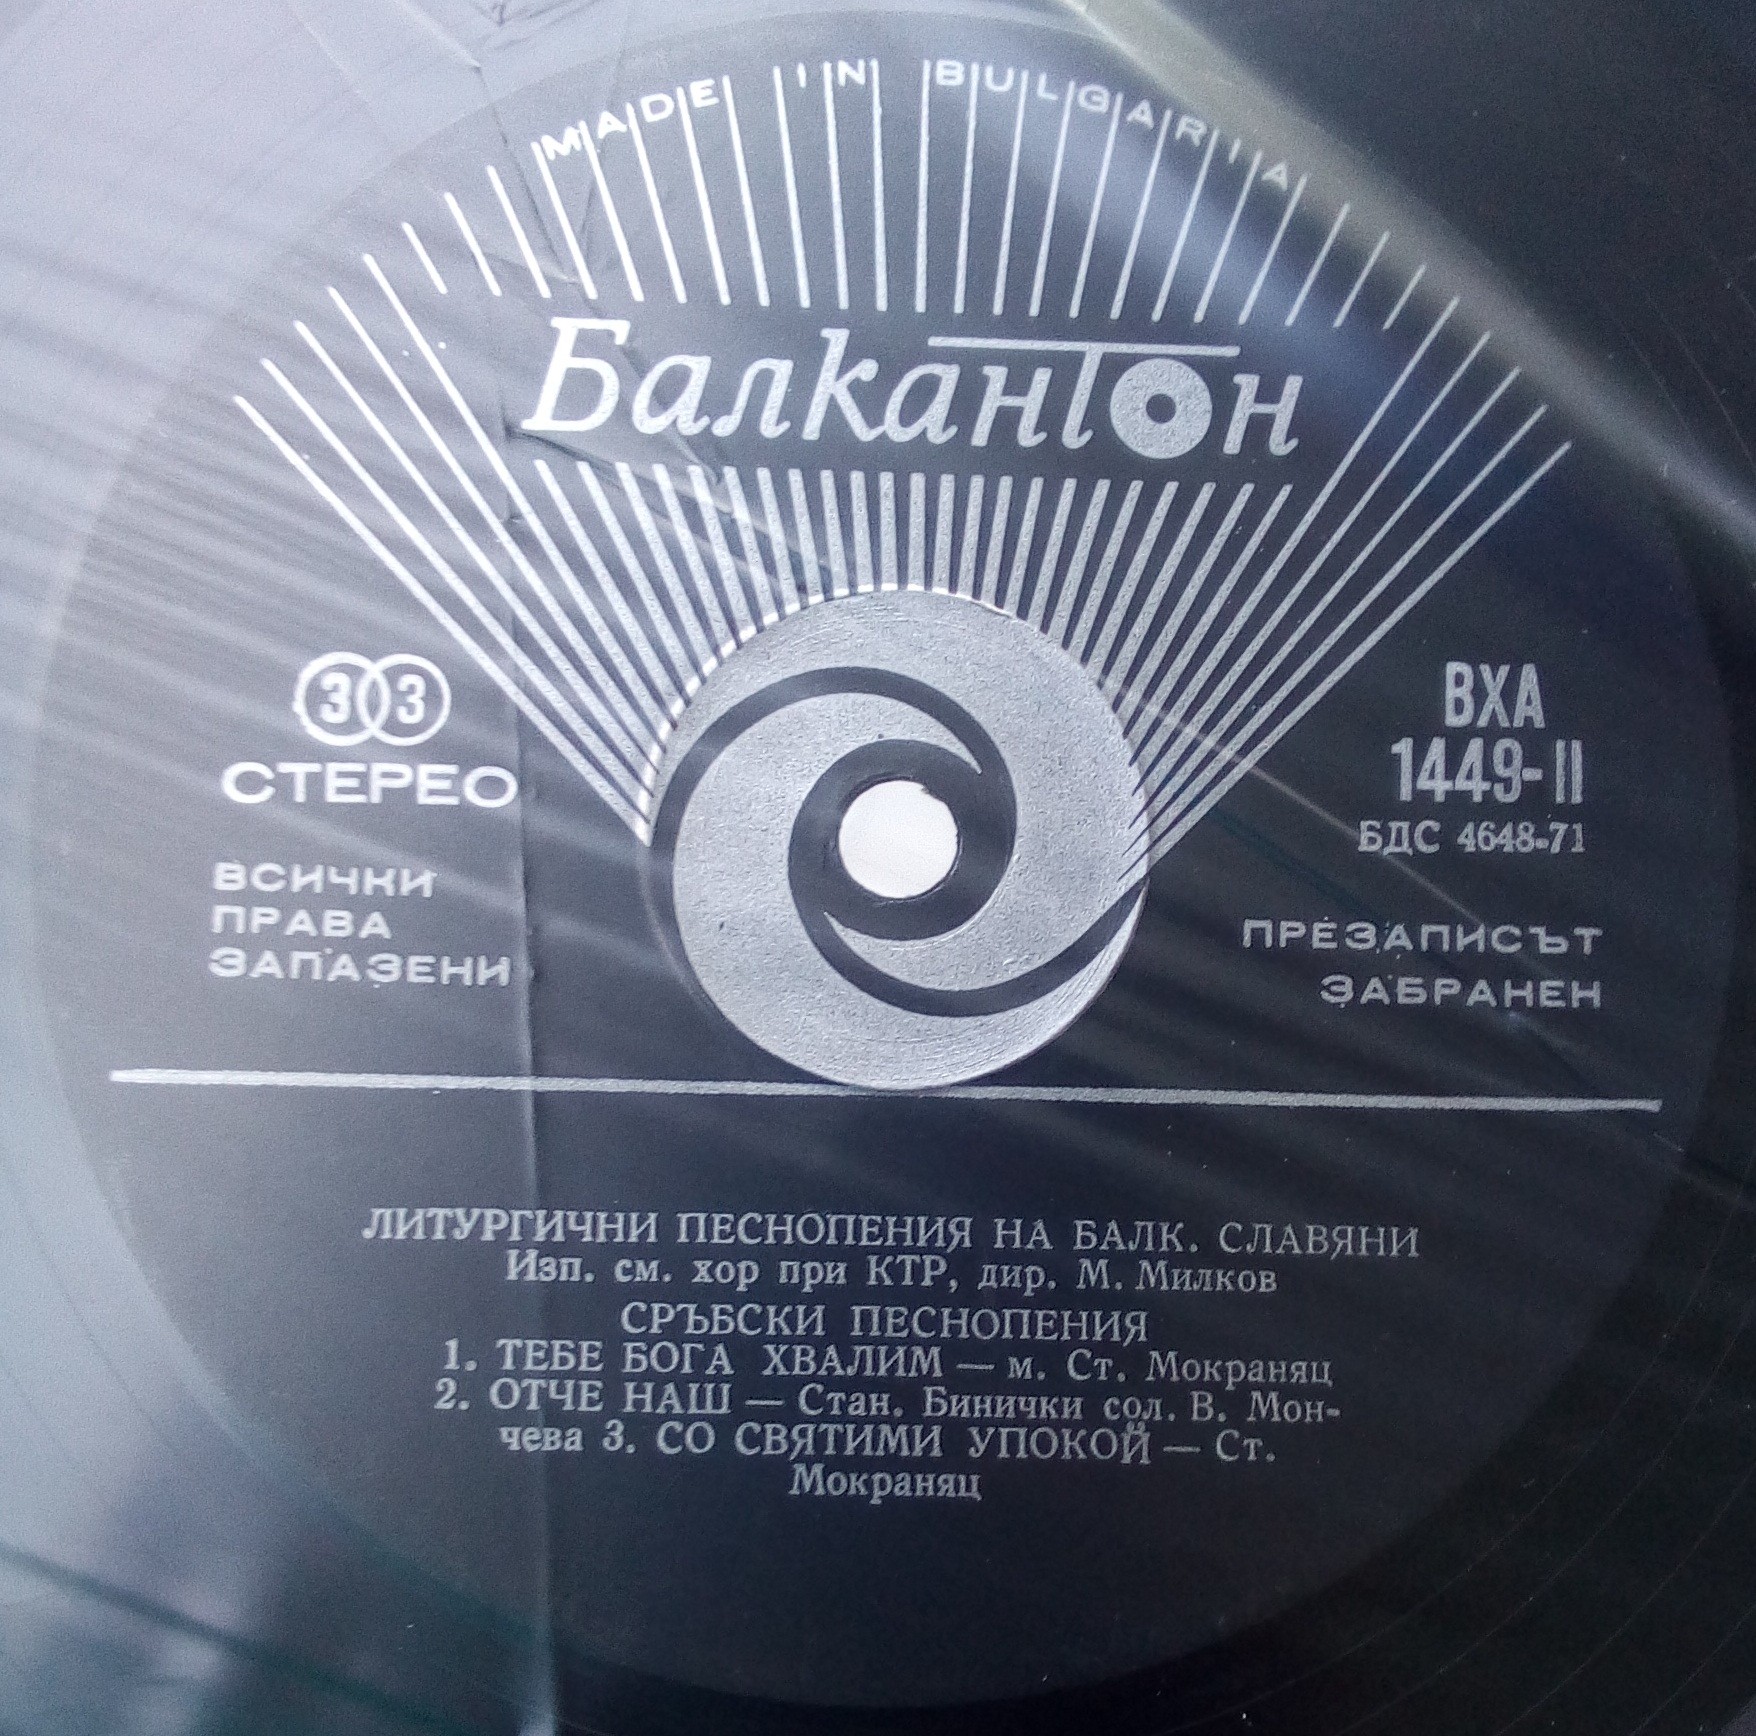 MADE IN BULGARIA
Балкантон
33
СТЕРЕО
ВСИЧКИ
ПРАВА
ЗАПАЗЕНИ
ВХА
1449-II
БДС 4648-71
ПРЕЗАПИСЪТ
ЗАБРАНЕН
ЛИТУРГИЧНИ ПЕСНОПЕНИЯ НА БАЛК. СЛАВЯНИ
Изп. см. хор при КТР, дир. М. Милков
СРЪБСКИ ПЕСНОПЕНИЯ
1. ТЕБЕ БОГА ХВАЛИМ — м. Ст. Мокраняц
2. ОТЧЕ НАШ — Стан. Бинички сол. В. Мон-
чева 3. СО СВЯТИМИ УПОКОЙ — Ст.
Мокраняц